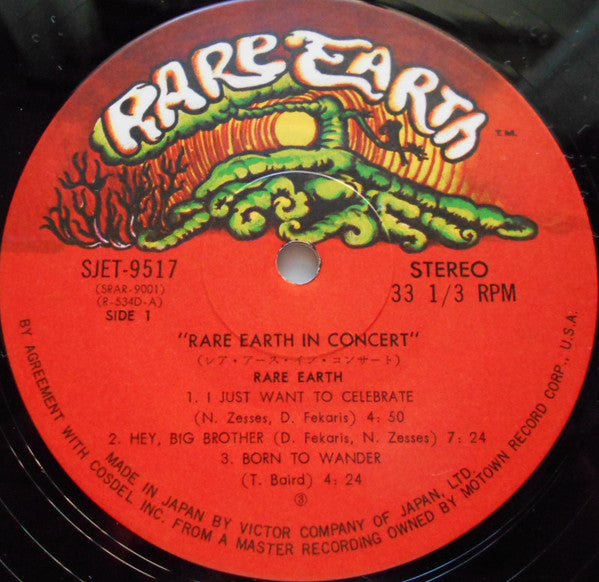 RARE EARTH
T.M.
SJET-9517
(SRAR-9001)
(R-534D-A)
SIDE 1
STEREO
33 1/3 RPM
"RARE EARTH IN CONCERT"
(レア・アース・イン・コンサート)
RARE EARTH
1. I JUST WANT TO CELEBRATE
(N. Zesses, D. Fekaris) 4: 50
2. HEY, BIG BROTHER (D. Fekaris, N. Zesses) 7: 24
3. BORN TO WANDER
(T. Baird) 4: 24
③
MADE IN JAPAN BY VICTOR COMPANY OF JAPAN, LTD.
BY AGREEMENT WITH COSDEL INC. FROM A MASTER RECORDING OWNED BY MOTOWN RECORD CORP., U.S.A.